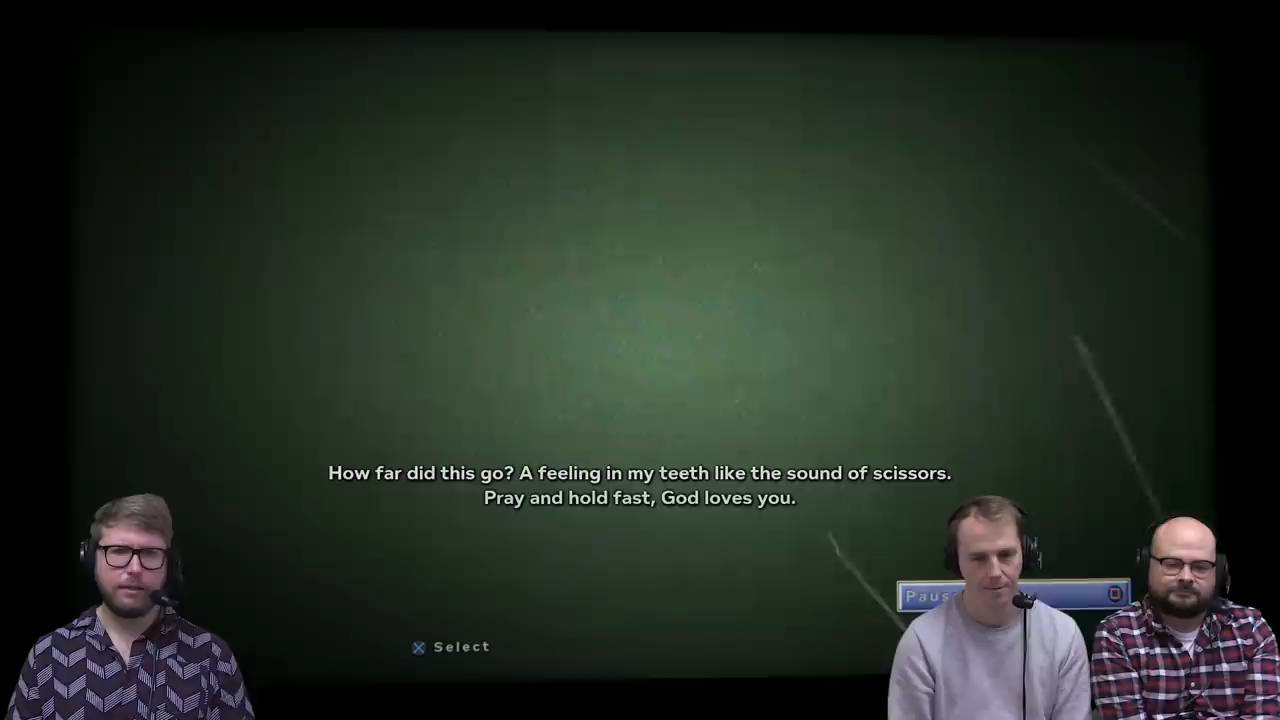 How far did this go? A feeling in my teeth like the sound of scissors.
Pray and hold fast, God loves you.
Select